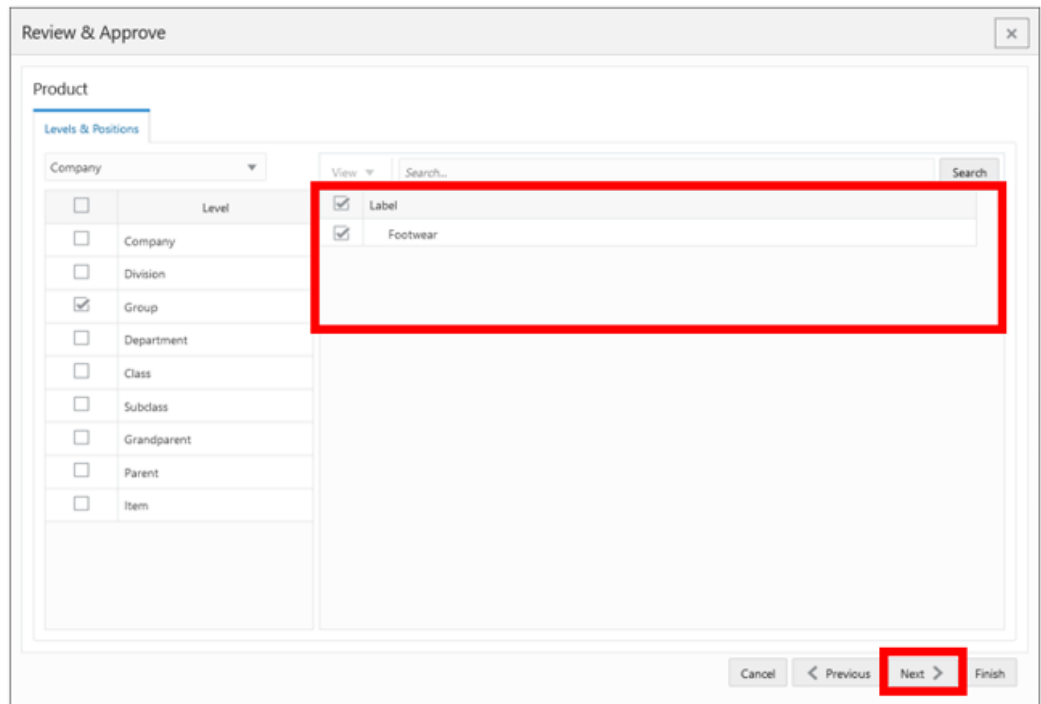 Review & Approve
Product
Levels & Positions
Company
View
Search...
Search
Level
Label
Company
Footwear
Division
Group
Department
Class
Subclass
Grandparent
Parent
Item
Cancel
Previous
Next
Finish